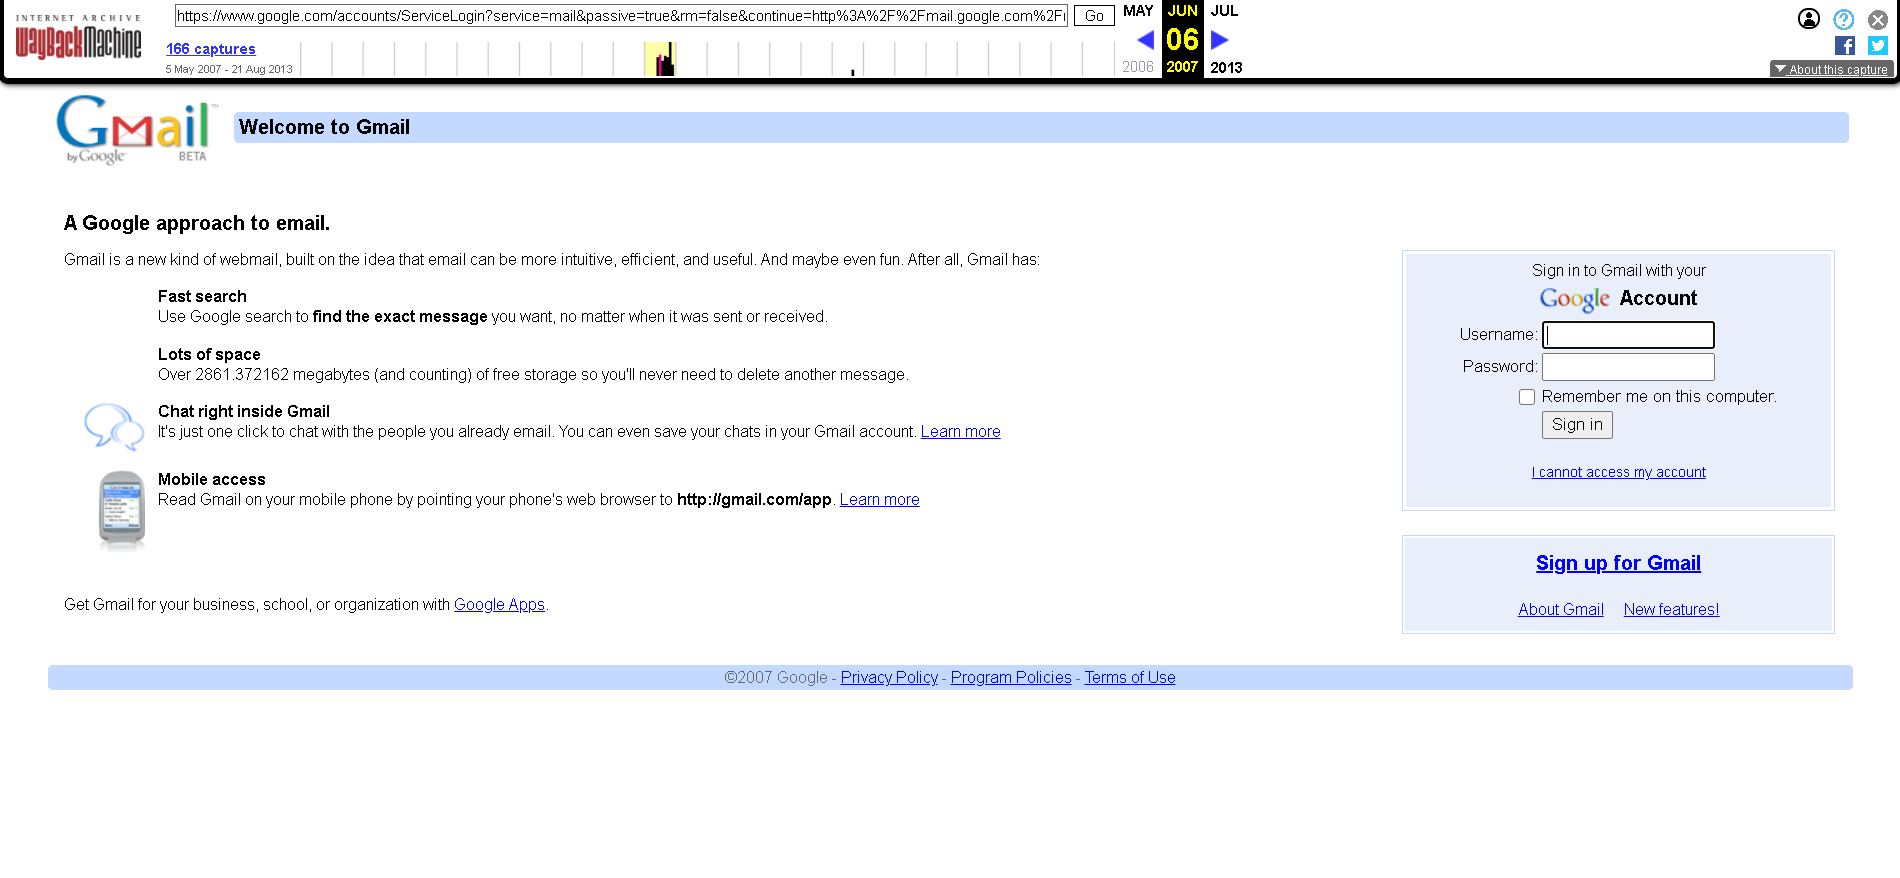 INTERNET ARCHIVE
WayBackMachine
https://www.google.com/accounts/ServiceLogin?service=mail&passive=true&rm=false&continue=http%3A%2F%2Fmail.google.com%2F
Go
166 captures
5 May 2007 - 21 Aug 2013
MAY JUN JUL
06
2006 2007 2013
About this capture
Gmail™
by Google BETA
Welcome to Gmail
A Google approach to email.
Gmail is a new kind of webmail, built on the idea that email can be more intuitive, efficient, and useful. And maybe even fun. After all, Gmail has:
Fast search
Use Google search to find the exact message you want, no matter when it was sent or received.
Lots of space
Over 2861.372162 megabytes (and counting) of free storage so you'll never need to delete another message.
Chat right inside Gmail
It's just one click to chat with the people you already email. You can even save your chats in your Gmail account. Learn more
Mobile access
Read Gmail on your mobile phone by pointing your phone's web browser to http://gmail.com/app. Learn more
Get Gmail for your business, school, or organization with Google Apps.
Sign in to Gmail with your
Google Account
Username:
Password:
Remember me on this computer.
Sign in
I cannot access my account
Sign up for Gmail
About Gmail New features!
©2007 Google - Privacy Policy - Program Policies - Terms of Use